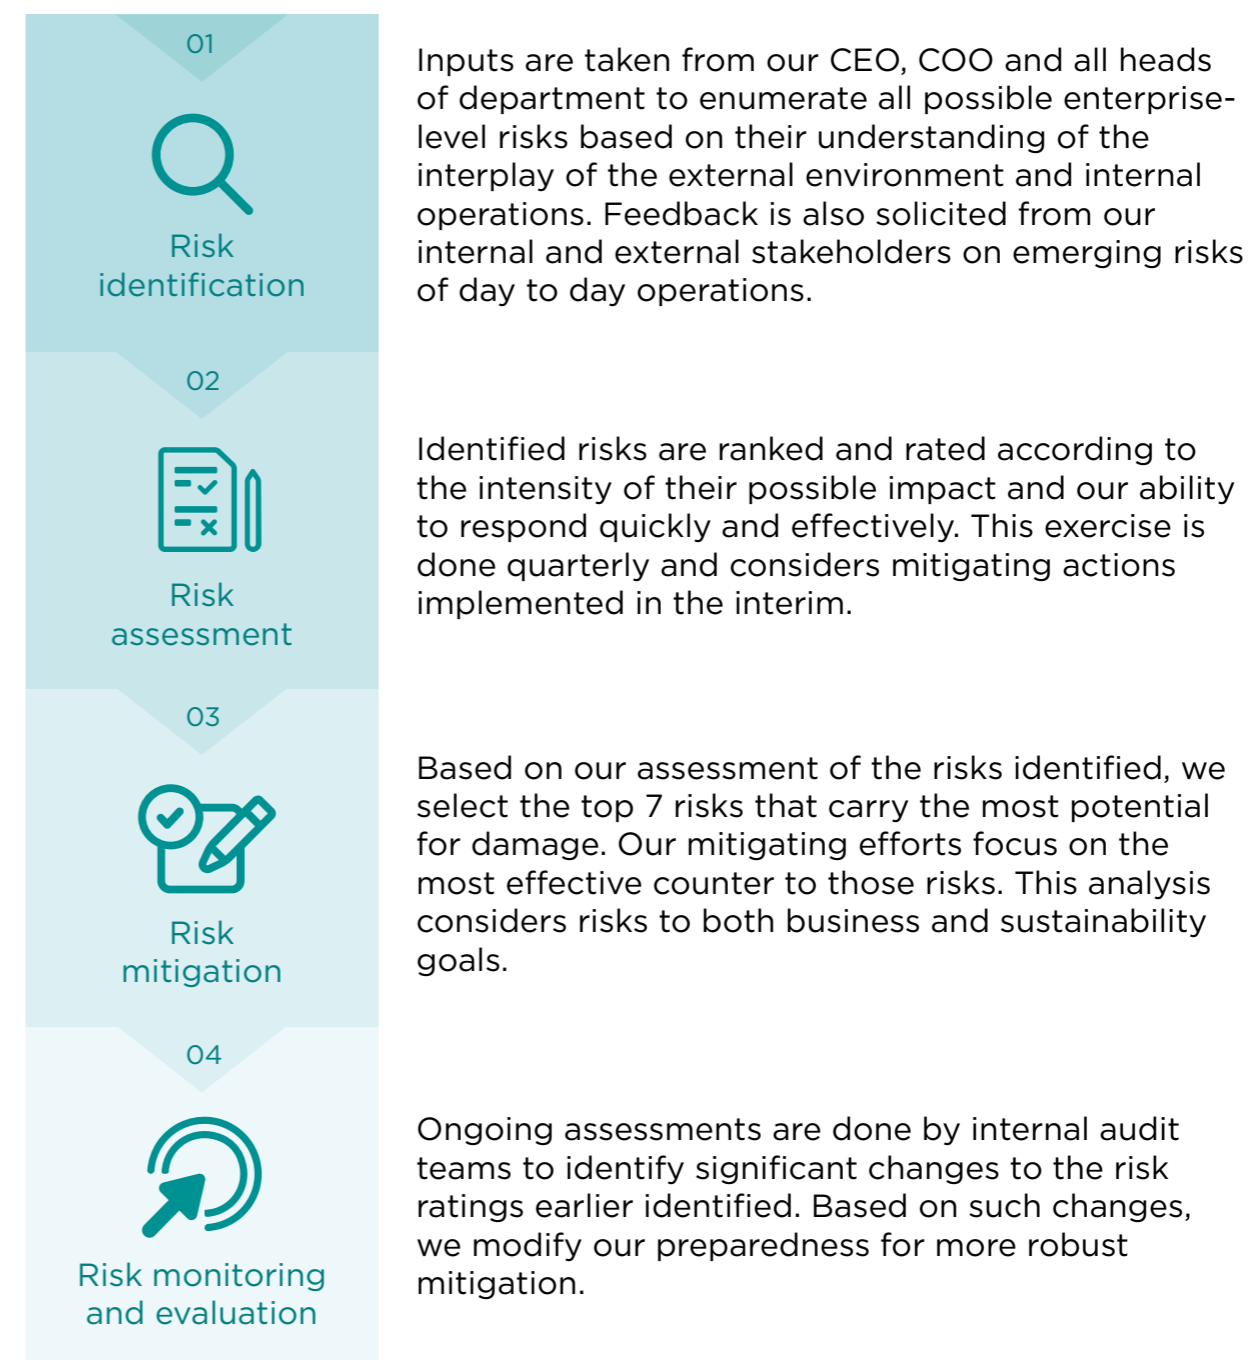 01
Risk
identification
Inputs are taken from our CEO, COO and all heads
of department to enumerate all possible enterprise-
level risks based on their understanding of the
interplay of the external environment and internal
operations. Feedback is also solicited from our
internal and external stakeholders on emerging risks
of day to day operations.
02
Risk
assessment
Identified risks are ranked and rated according to
the intensity of their possible impact and our ability
to respond quickly and effectively. This exercise is
done quarterly and considers mitigating actions
implemented in the interim.
03
Risk
mitigation
Based on our assessment of the risks identified, we
select the top 7 risks that carry the most potential
for damage. Our mitigating efforts focus on the
most effective counter to those risks. This analysis
considers risks to both business and sustainability
goals.
04
Risk monitoring
and evaluation
Ongoing assessments are done by internal audit
teams to identify significant changes to the risk
ratings earlier identified. Based on such changes,
we modify our preparedness for more robust
mitigation.